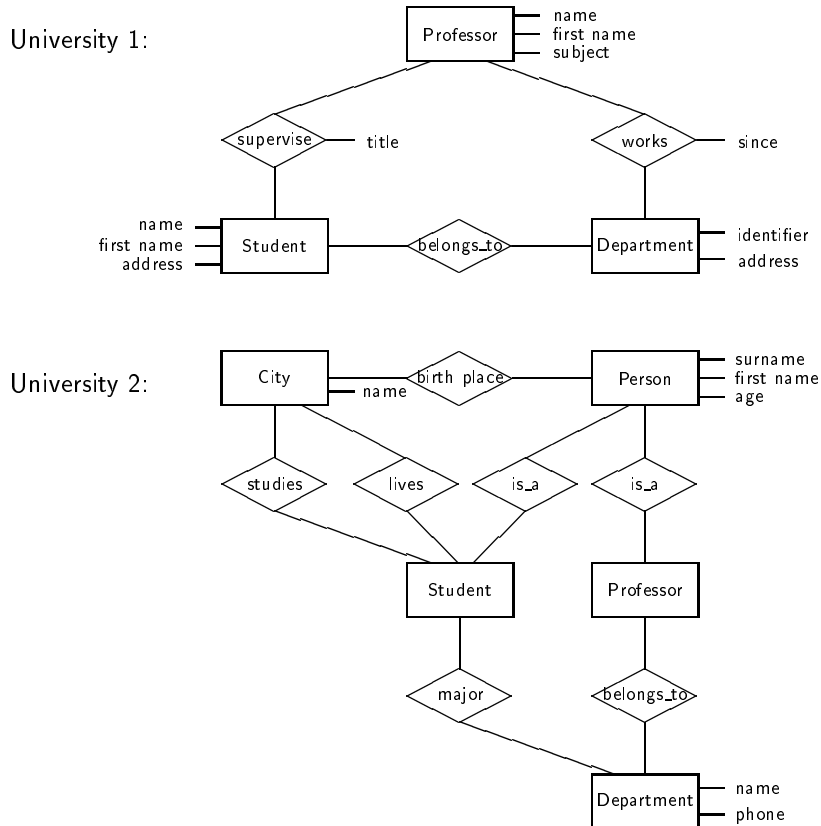 name
University 1:
Professor
first name
subject
supervise
title
works
since
name
first name
address
Student
belongs_to
Department
identifier
address
University 2:
City
name
birth place
Person
surname
first name
age
studies
lives
is_a
is_a
Student
Professor
major
belongs_to
Department
name
phone